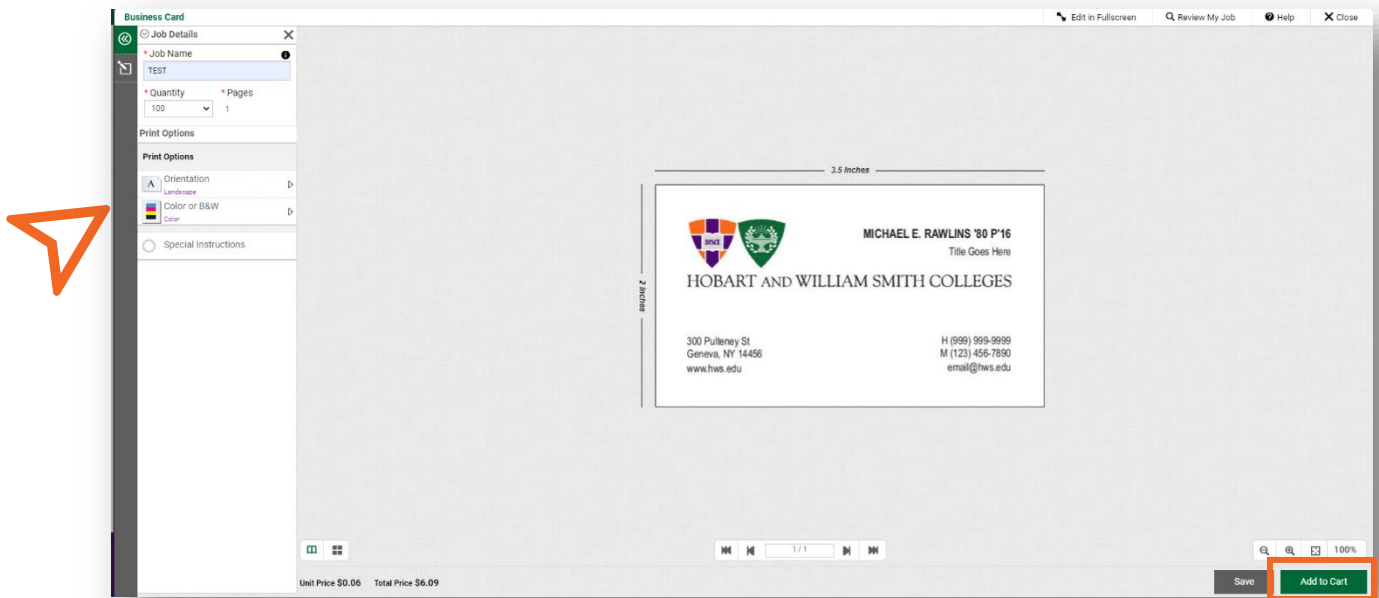 Business Card
Edit in Fullscreen
Review My Job
Help
Close
Job Details
* Job Name
TEST
* Quantity * Pages
100 1
Print Options
Print Options
A Orientation
Landscape
Color or B&W
Color
Special Instructions
3.5 Inches
2 Inches
DISCE
MICHAEL E. RAWLINS '80 P'16
Title Goes Here
HOBART AND WILLIAM SMITH COLLEGES
300 Pulteney St
Geneva, NY 14456
www.hws.edu
H (999) 999-9999
M (123) 456-7890
email@hws.edu
1 / 1
100%
Unit Price $0.06 Total Price $6.09
Save
Add to Cart